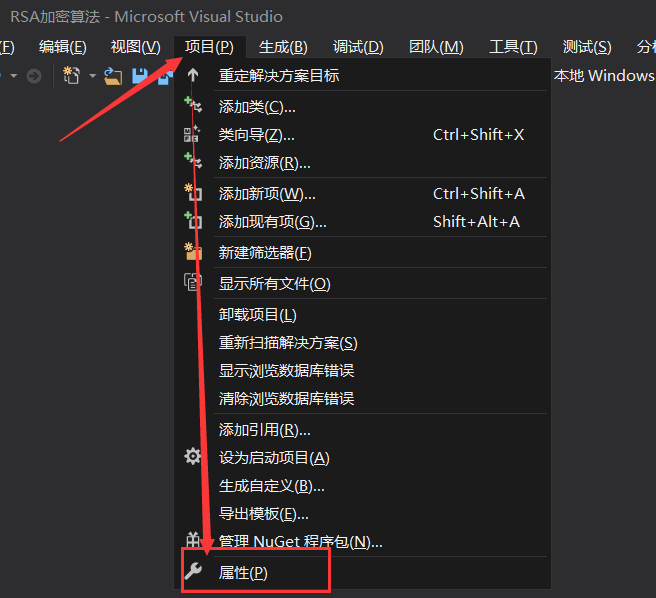 RSA加密算法 - Microsoft Visual Studio
(F) 编辑(E) 视图(V) 项目(P) 生成(B) 调试(D) 团队(M) 工具(T) 测试(S) 分
本地 Windows
重定解决方案目标
添加类(C)...
类向导(Z)... Ctrl+Shift+X
添加资源(R)...
添加新项(W)... Ctrl+Shift+A
添加现有项(G)... Shift+Alt+A
新建筛选器(F)
显示所有文件(O)
卸载项目(L)
重新扫描解决方案(S)
显示浏览数据库错误
清除浏览数据库错误
添加引用(R)...
设为启动项目(A)
生成自定义(B)...
导出模板(E)...
管理 NuGet 程序包(N)...
属性(P)